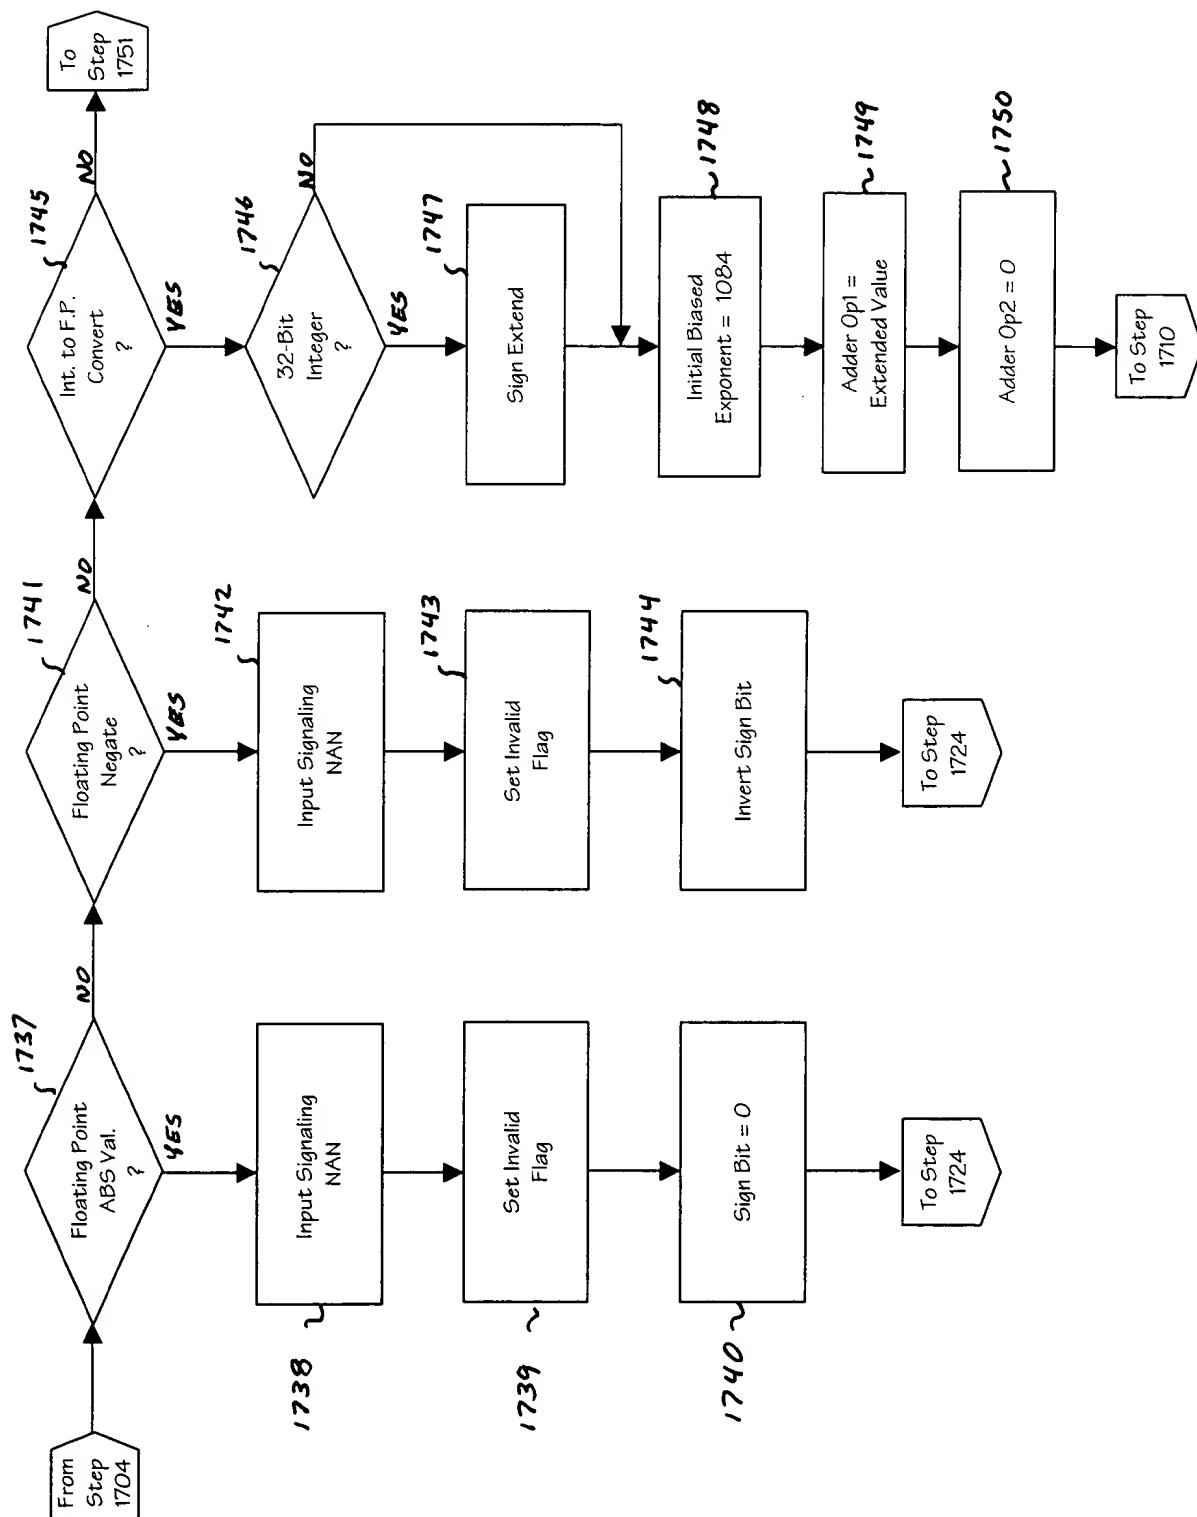 From
Step
1704
Floating Point
ABS Val.
?
1737
NO
YES
Input Signaling
NAN
1738
Set Invalid
Flag
1739
Sign Bit = 0
1740
To Step
1724
Floating Point
Negate
?
1741
NO
YES
Input Signaling
NAN
1742
Set Invalid
Flag
1743
Invert Sign Bit
1744
To Step
1724
Int. to F.P.
Convert
?
1745
NO
YES
To
Step
1751
32-Bit
Integer
?
1746
NO
YES
Sign Extend
1747
Initial Biased
Exponent = 1084
1748
Adder Op1 =
Extended Value
1749
Adder Op2 = 0
1750
To Step
1710